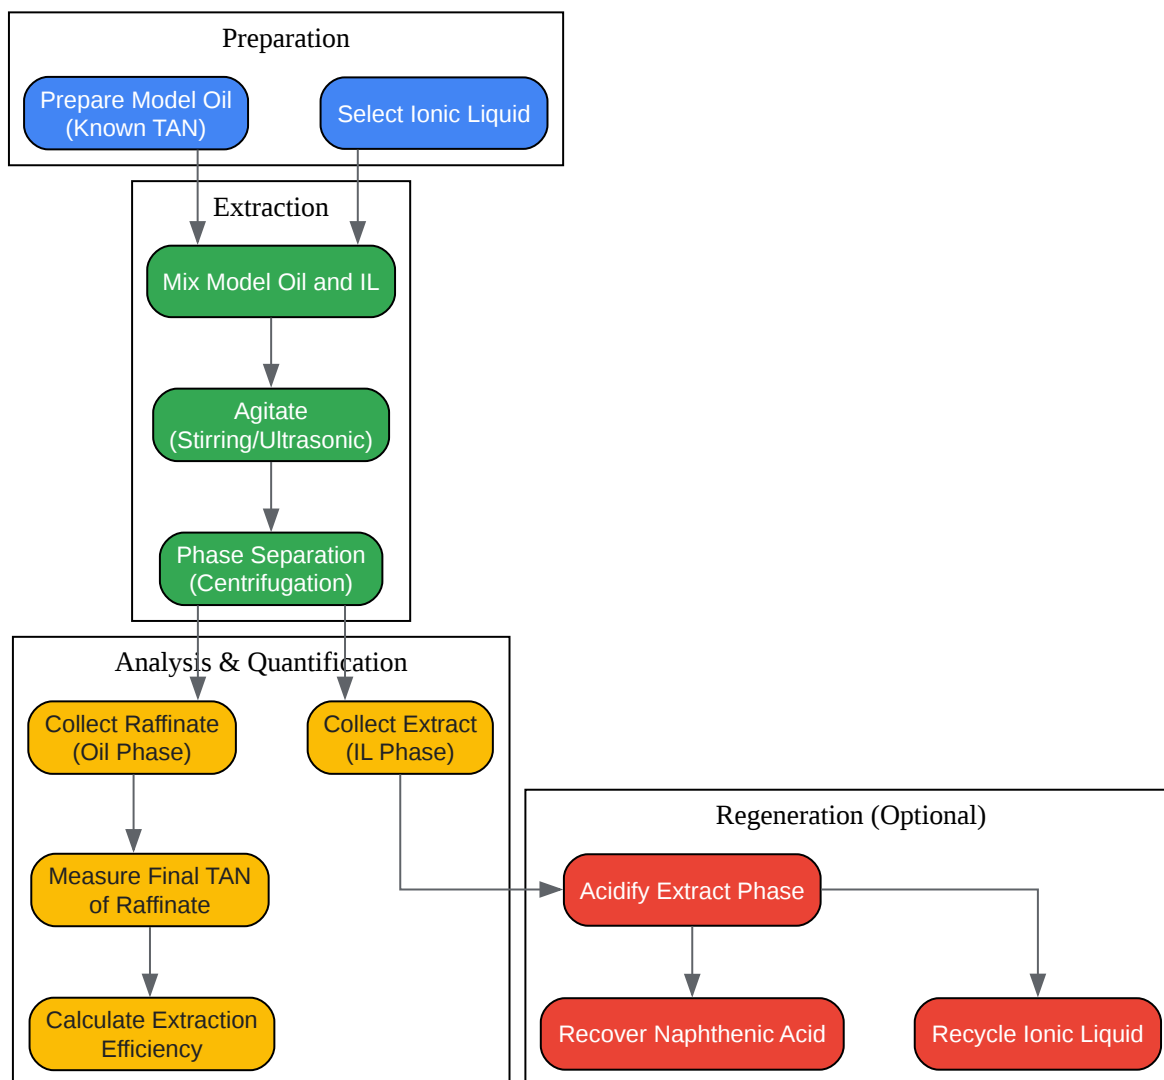 Preparation
Prepare Model Oil
(Known TAN)
Select Ionic Liquid
Extraction
Mix Model Oil and IL
Agitate
(Stirring/Ultrasonic)
Phase Separation
(Centrifugation)
Analysis & Quantification
Collect Raffinate
(Oil Phase)
Collect Extract
(IL Phase)
Measure Final TAN
of Raffinate
Calculate Extraction
Efficiency
Regeneration (Optional)
Acidify Extract Phase
Recover Naphthenic Acid
Recycle Ionic Liquid